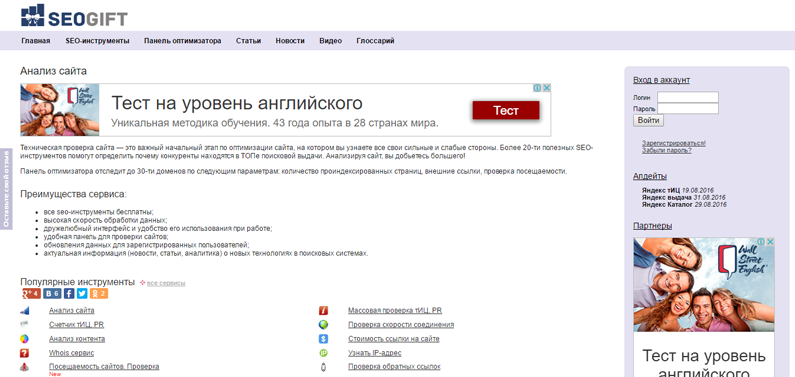 SEOGIFT
Главная SEO-инструменты Панель оптимизатора Статьи Новости Видео Глоссарий
Анализ сайта
Wall Street English
Тест на уровень английского
Уникальная методика обучения. 43 года опыта в 28 странах мира.
Тест
Техническая проверка сайта — это важный начальный этап по оптимизации сайта, на котором вы узнаете все свои сильные и слабые стороны. Более 20-ти полезных SEO-
инструментов помогут определить почему конкуренты находятся в ТОПе поисковой выдачи. Анализируя сайт, вы добьетесь большего!
Панель оптимизатора отследит до 30-ти доменов по следующим параметрам: количество проиндексированных страниц, внешние ссылки, проверка посещаемости.
Преимущества сервиса:
все seo-инструменты бесплатны;
высокая скорость обработки данных;
дружелюбный интерфейс и удобство его использования при работе;
удобная панель для проверки сайтов;
обновления данных для зарегистрированных пользователей;
актуальная информация (новости, статьи, аналитика) о новых технологиях в поисковых системах.
Популярные инструменты все сервисы
4 6 2
Анализ сайта
Счетчик тИЦ, PR
Анализ контента
Whois сервис
Посещаемость сайтов. Проверка
New
Массовая проверка тИЦ, PR
Проверка скорости соединения
Стоимость ссылки на сайте
Узнать IP-адрес
Проверка обратных ссылок
Оставьте свой отзыв
Вход в аккаунт
Логин
Пароль
Войти
Зарегистрироваться!
Забыли пароль?
Апдейты
Яндекс тИЦ 19.08.2016
Яндекс выдача 31.08.2016
Яндекс Каталог 29.08.2016
Партнеры
Wall Street English
Тест на уровень
английского